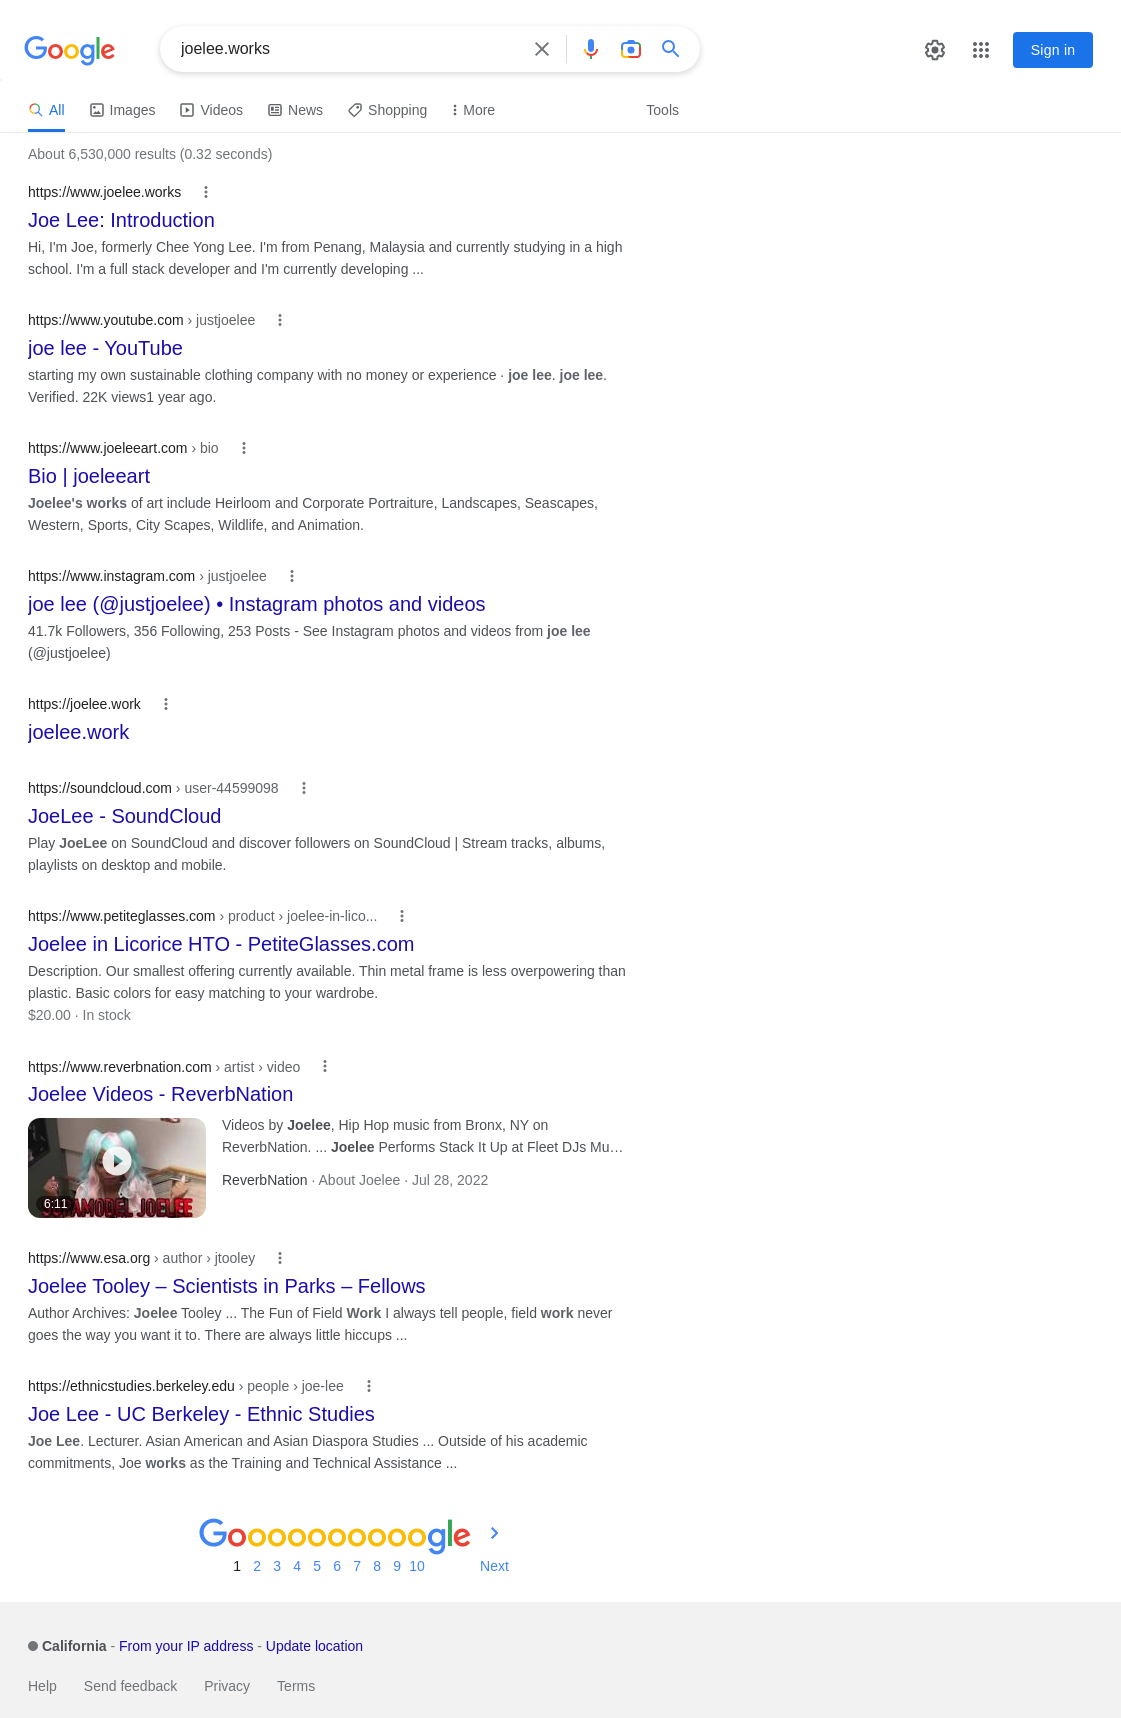 Google
joelee.works
Sign in
All
Images
Videos
News
Shopping
More
Tools
About 6,530,000 results (0.32 seconds)
https://www.joelee.works
Joe Lee: Introduction
Hi, I'm Joe, formerly Chee Yong Lee. I'm from Penang, Malaysia and currently studying in a high
school. I'm a full stack developer and I'm currently developing ...
https://www.youtube.com › justjoelee
joe lee - YouTube
starting my own sustainable clothing company with no money or experience · joe lee. joe lee.
Verified. 22K views1 year ago.
https://www.joeleeart.com › bio
Bio | joeleeart
Joelee's works of art include Heirloom and Corporate Portraiture, Landscapes, Seascapes,
Western, Sports, City Scapes, Wildlife, and Animation.
https://www.instagram.com › justjoelee
joe lee (@justjoelee) • Instagram photos and videos
41.7k Followers, 356 Following, 253 Posts - See Instagram photos and videos from joe lee
(@justjoelee)
https://joelee.work
joelee.work
https://soundcloud.com › user-44599098
JoeLee - SoundCloud
Play JoeLee on SoundCloud and discover followers on SoundCloud | Stream tracks, albums,
playlists on desktop and mobile.
https://www.petiteglasses.com › product › joelee-in-lico...
Joelee in Licorice HTO - PetiteGlasses.com
Description. Our smallest offering currently available. Thin metal frame is less overpowering than
plastic. Basic colors for easy matching to your wardrobe.
$20.00 · In stock
https://www.reverbnation.com › artist › video
Joelee Videos - ReverbNation
Videos by Joelee, Hip Hop music from Bronx, NY on
ReverbNation. ... Joelee Performs Stack It Up at Fleet DJs Mu…
ReverbNation · About Joelee · Jul 28, 2022
6:11
JOELEE
https://www.esa.org › author › jtooley
Joelee Tooley – Scientists in Parks – Fellows
Author Archives: Joelee Tooley ... The Fun of Field Work I always tell people, field work never
goes the way you want it to. There are always little hiccups ...
https://ethnicstudies.berkeley.edu › people › joe-lee
Joe Lee - UC Berkeley - Ethnic Studies
Joe Lee. Lecturer. Asian American and Asian Diaspora Studies ... Outside of his academic
commitments, Joe works as the Training and Technical Assistance ...
Goooooooooogle
1 2 3 4 5 6 7 8 9 10 Next
California - From your IP address - Update location
Help Send feedback Privacy Terms